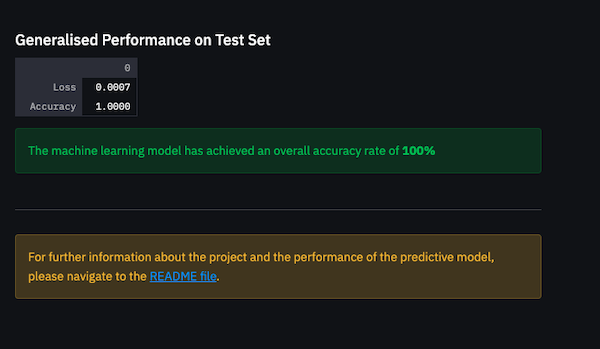 Generalised Performance on Test Set
0
Loss 0.0007
Accuracy 1.0000
The machine learning model has achieved an overall accuracy rate of 100%
For further information about the project and the performance of the predictive model,
please navigate to the README file.